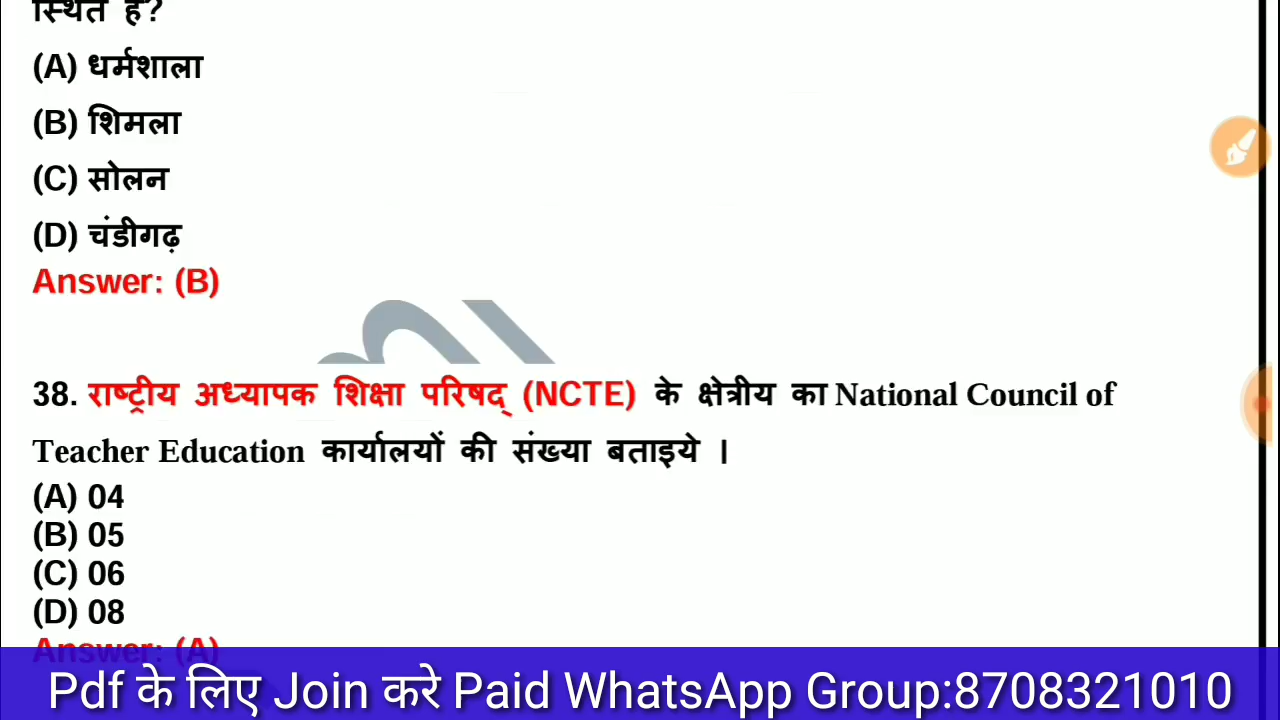 स्थित है?
(A) धर्मशाला
(B) शिमला
(C) सोलन
(D) चंडीगढ़
Answer: (B)
38. राष्ट्रीय अध्यापक शिक्षा परिषद् (NCTE) के क्षेत्रीय का National Council of
Teacher Education कार्यालयों की संख्या बताइये ।
(A) 04
(B) 05
(C) 06
(D) 08
Answer: (A)
Pdf के लिए Join करे Paid WhatsApp Group:8708321010